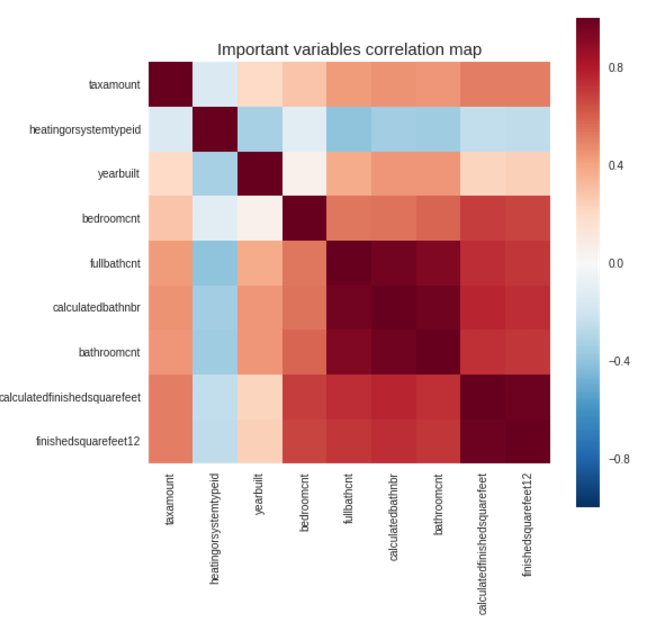 Important variables correlation map
taxamount
heatingorsystemtypeid
yearbuilt
bedroomcnt
fullbathcnt
calculatedbathnbr
bathroomcnt
calculatedfinishedsquarefeet
finishedsquarefeet12
taxamount
heatingorsystemtypeid
yearbuilt
bedroomcnt
fullbathcnt
calculatedbathnbr
bathroomcnt
calculatedfinishedsquarefeet
finishedsquarefeet12
0.8
0.4
0.0
−0.4
−0.8